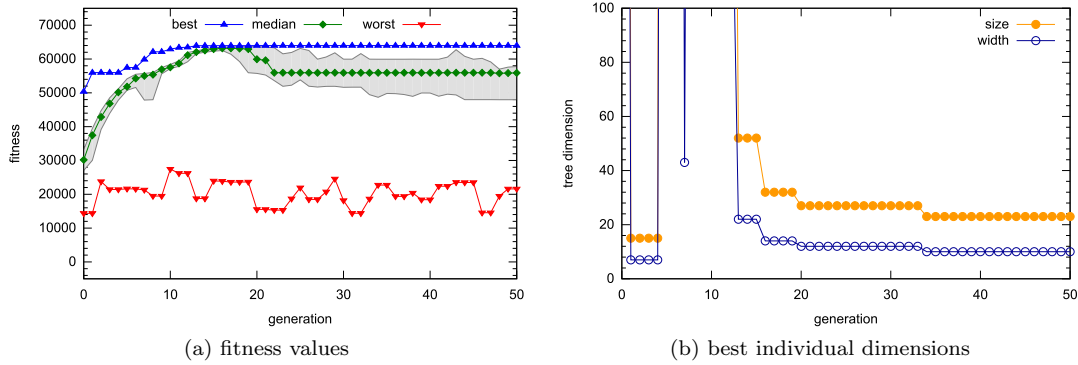 best median worst
70000
60000
50000
40000
30000
20000
10000
0
fitness
0 10 20 30 40 50
generation
(a) fitness values
size
width
100
80
60
40
20
0
tree dimension
0 10 20 30 40 50
generation
(b) best individual dimensions